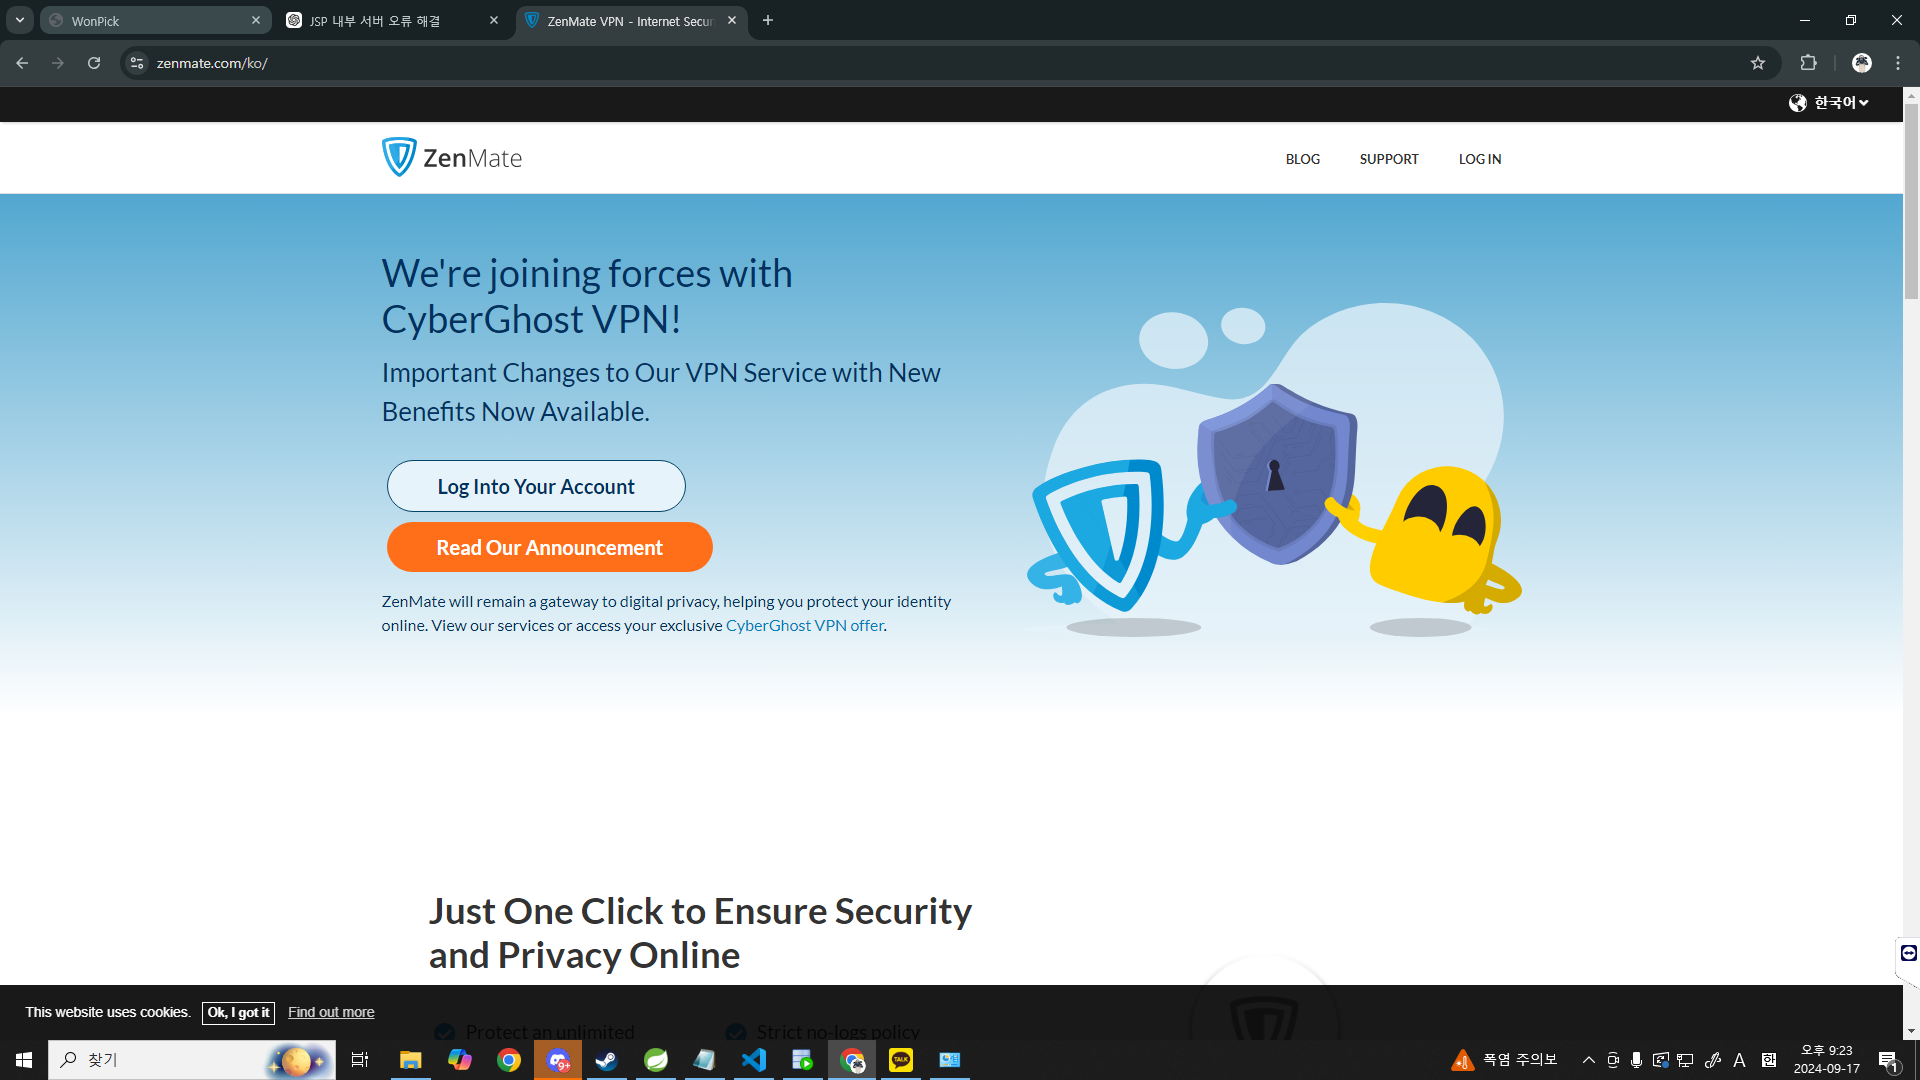 WonPick
JSP 내부 서버 오류 해결
ZenMate VPN - Internet Secur
zenmate.com/ko/
한국어
ZenMate
BLOG
SUPPORT
LOG IN
We're joining forces with
CyberGhost VPN!
Important Changes to Our VPN Service with New
Benefits Now Available.
Log Into Your Account
Read Our Announcement
ZenMate will remain a gateway to digital privacy, helping you protect your identity
online. View our services or access your exclusive CyberGhost VPN offer.
Just One Click to Ensure Security
and Privacy Online
This website uses cookies. Ok, I got it Find out more
Protect an unlimited
Strict no-logs policy
찾기
9+
TALK
폭염 주의보
A
한
오후 9:23
2024-09-17
1